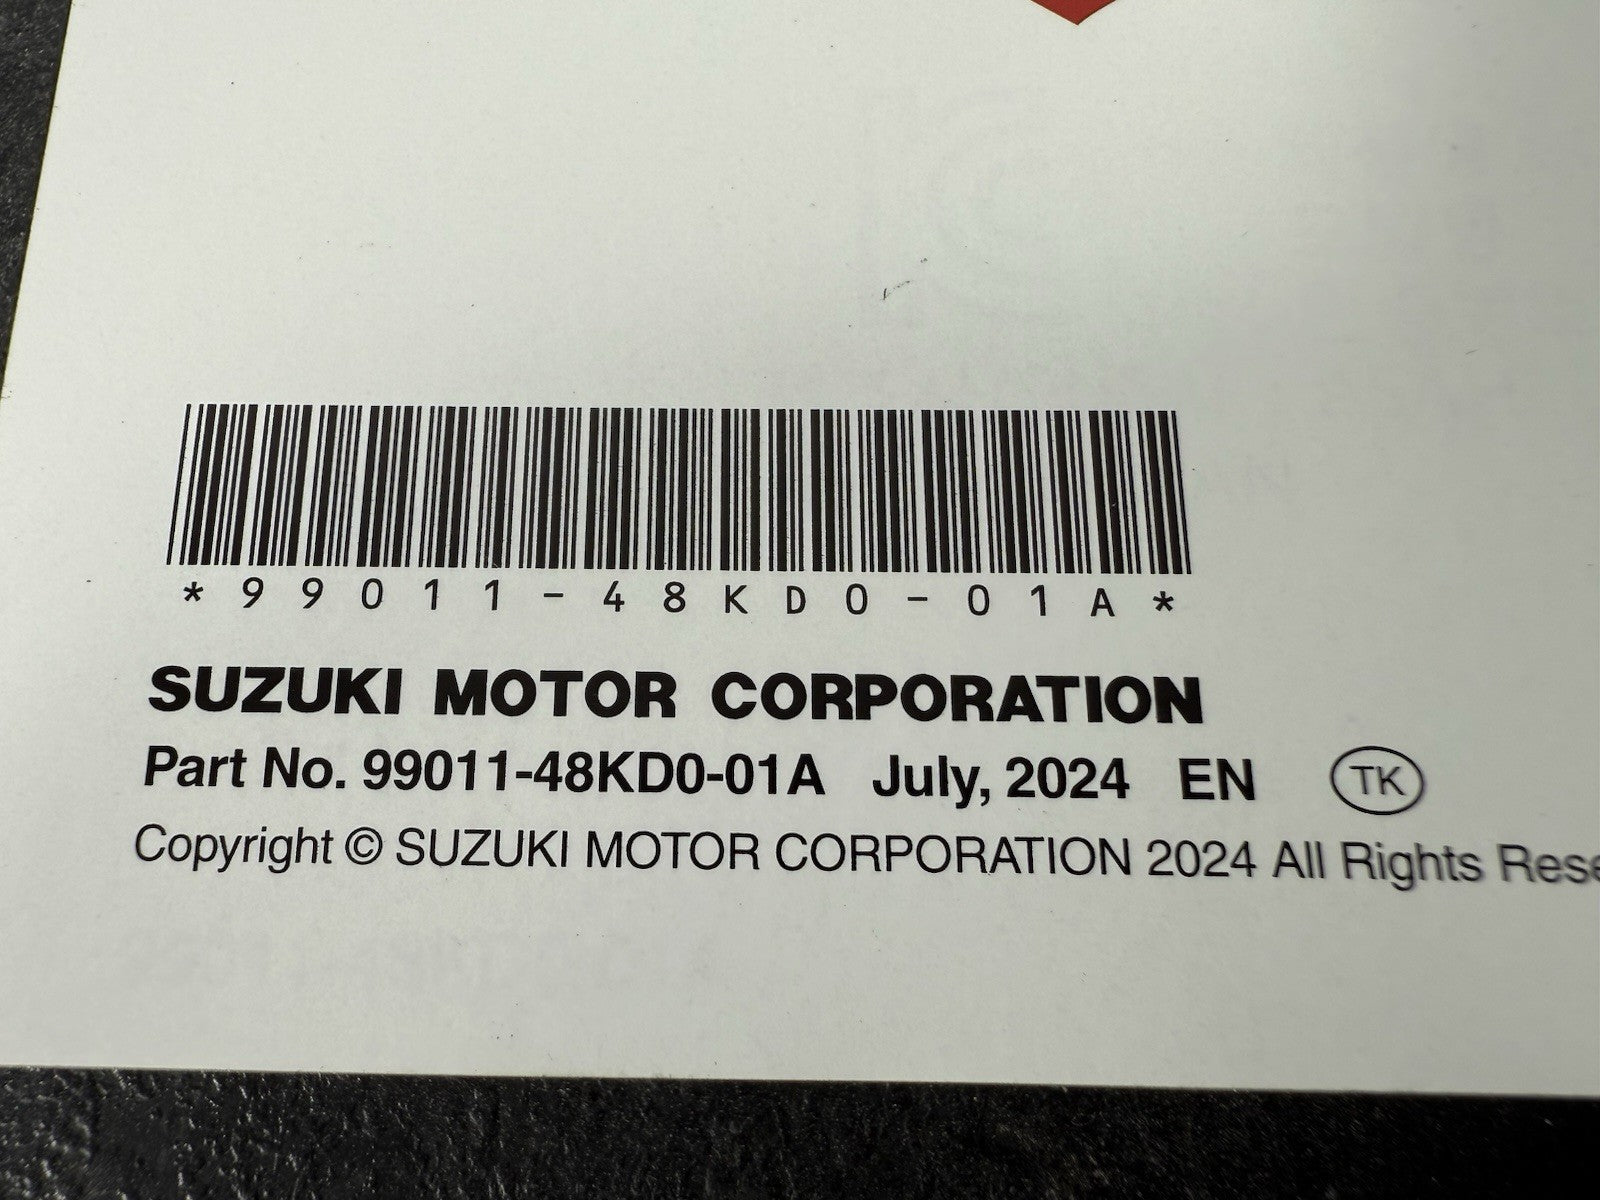 *99011-48KD0-01A*
SUZUKI MOTOR CORPORATION
Part No. 99011-48KD0-01A July, 2024 EN TK
Copyright © SUZUKI MOTOR CORPORATION 2024 All Rights Rese